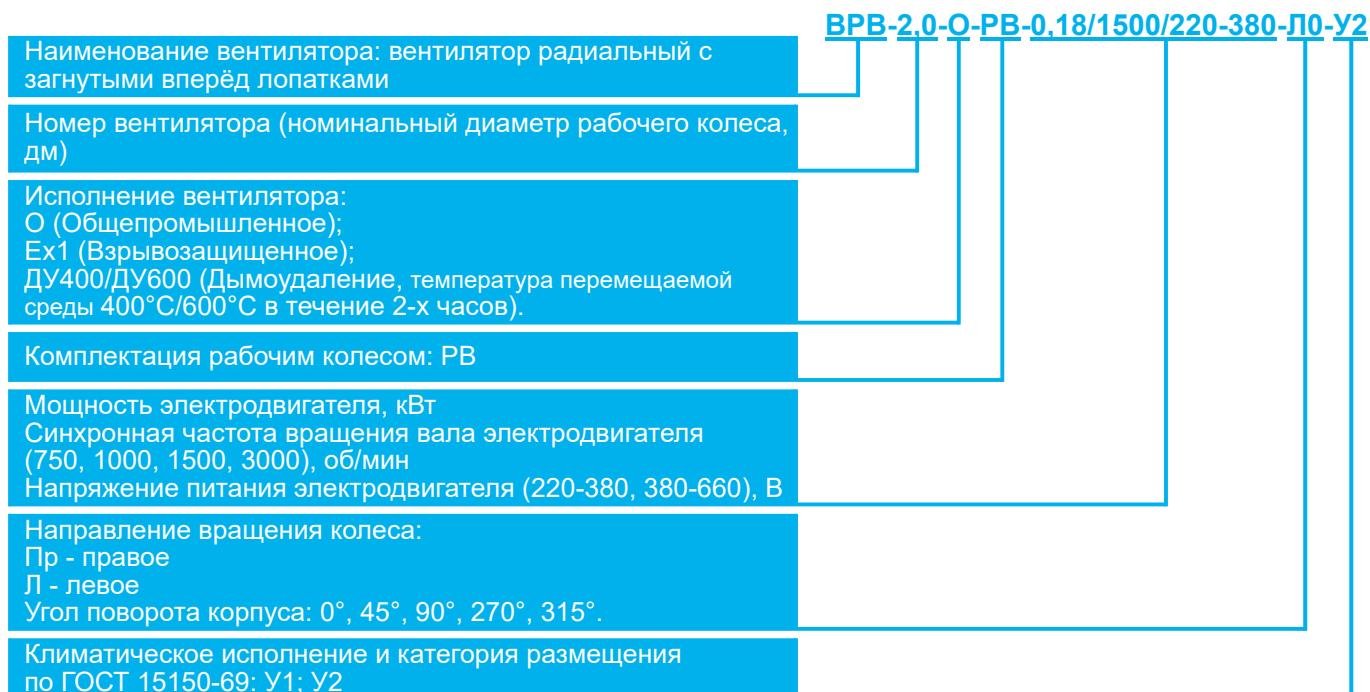 ВРВ-2,0-О-РВ-0,18/1500/220-380-Л0-У2
Наименование вентилятора: вентилятор радиальный с
загнутыми вперёд лопатками
Номер вентилятора (номинальный диаметр рабочего колеса,
дм)
Исполнение вентилятора:
О (Общепромышленное);
Ex1 (Взрывозащищенное);
ДУ400/ДУ600 (Дымоудаление, температура перемещаемой
среды 400°С/600°С в течение 2-х часов).
Комплектация рабочим колесом: РВ
Мощность электродвигателя, кВт
Синхронная частота вращения вала электродвигателя
(750, 1000, 1500, 3000), об/мин
Напряжение питания электродвигателя (220-380, 380-660), В
Направление вращения колеса:
Пр - правое
Л - левое
Угол поворота корпуса: 0°, 45°, 90°, 270°, 315°.
Климатическое исполнение и категория размещения
по ГОСТ 15150-69: У1; У2